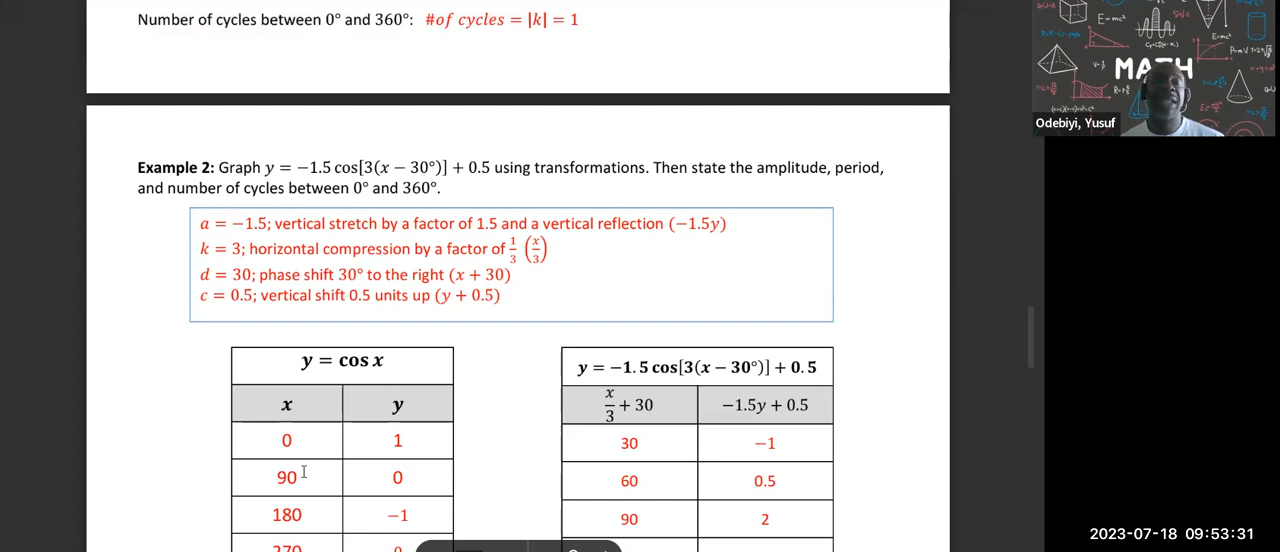 Number of cycles between 0° and 360°: #of cycles = |k| = 1
Example 2: Graph y = −1.5 cos[3(x − 30°)] + 0.5 using transformations. Then state the amplitude, period,
and number of cycles between 0° and 360°.
a = −1.5; vertical stretch by a factor of 1.5 and a vertical reflection (−1.5y)
k = 3; horizontal compression by a factor of 1/3 (x/3)
d = 30; phase shift 30° to the right (x + 30)
c = 0.5; vertical shift 0.5 units up (y + 0.5)
y = cos x
x y
0 1
90 0
180 −1
270 0
y = −1.5 cos[3(x − 30°)] + 0.5
x/3 + 30 −1.5y + 0.5
30 −1
60 0.5
90 2
E=mc²
MATH
Odebiyi, Yusuf
2023-07-18 09:53:31